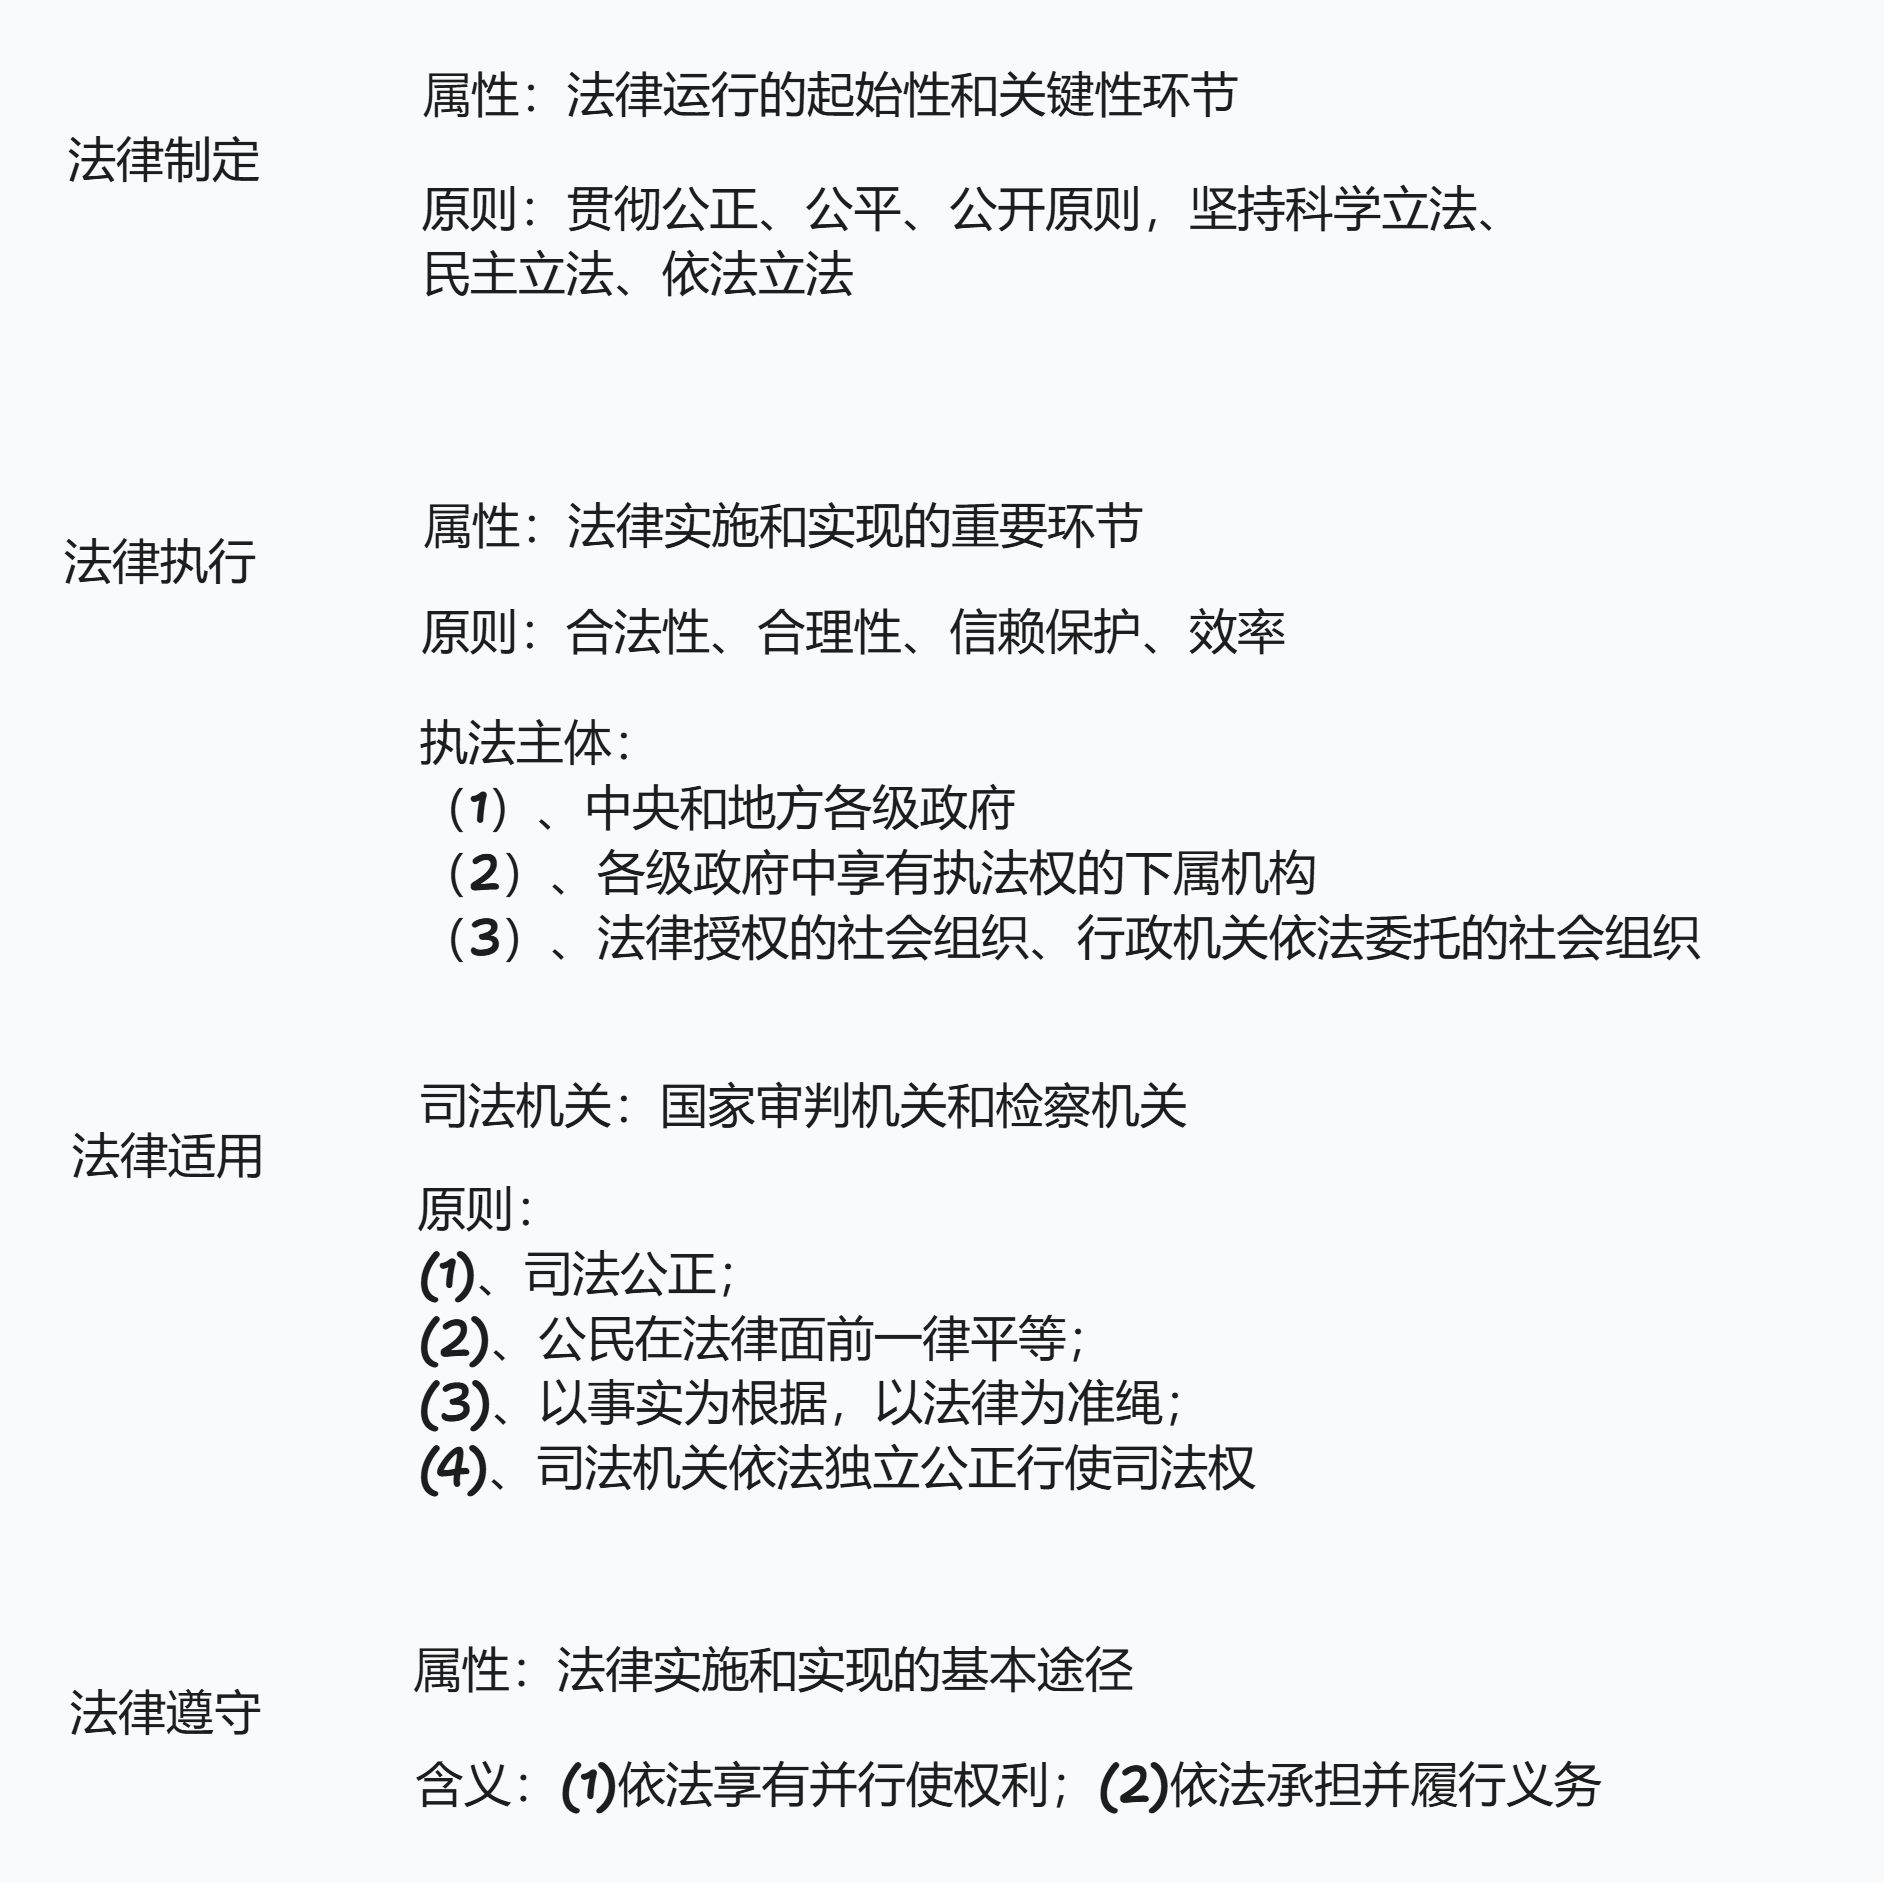 属性：法律运行的起始性和关键性环节
法律制定
原则：贯彻公正、公平、公开原则，坚持科学立法、
民主立法、依法立法
属性：法律实施和实现的重要环节
法律执行
原则：合法性、合理性、信赖保护、效率
执法主体：
（1）、中央和地方各级政府
（2）、各级政府中享有执法权的下属机构
（3）、法律授权的社会组织、行政机关依法委托的社会组织
司法机关：国家审判机关和检察机关
法律适用
原则：
(1)、司法公正；
(2)、公民在法律面前一律平等；
(3)、以事实为根据，以法律为准绳；
(4)、司法机关依法独立公正行使司法权
属性：法律实施和实现的基本途径
法律遵守
含义：(1)依法享有并行使权利；(2)依法承担并履行义务